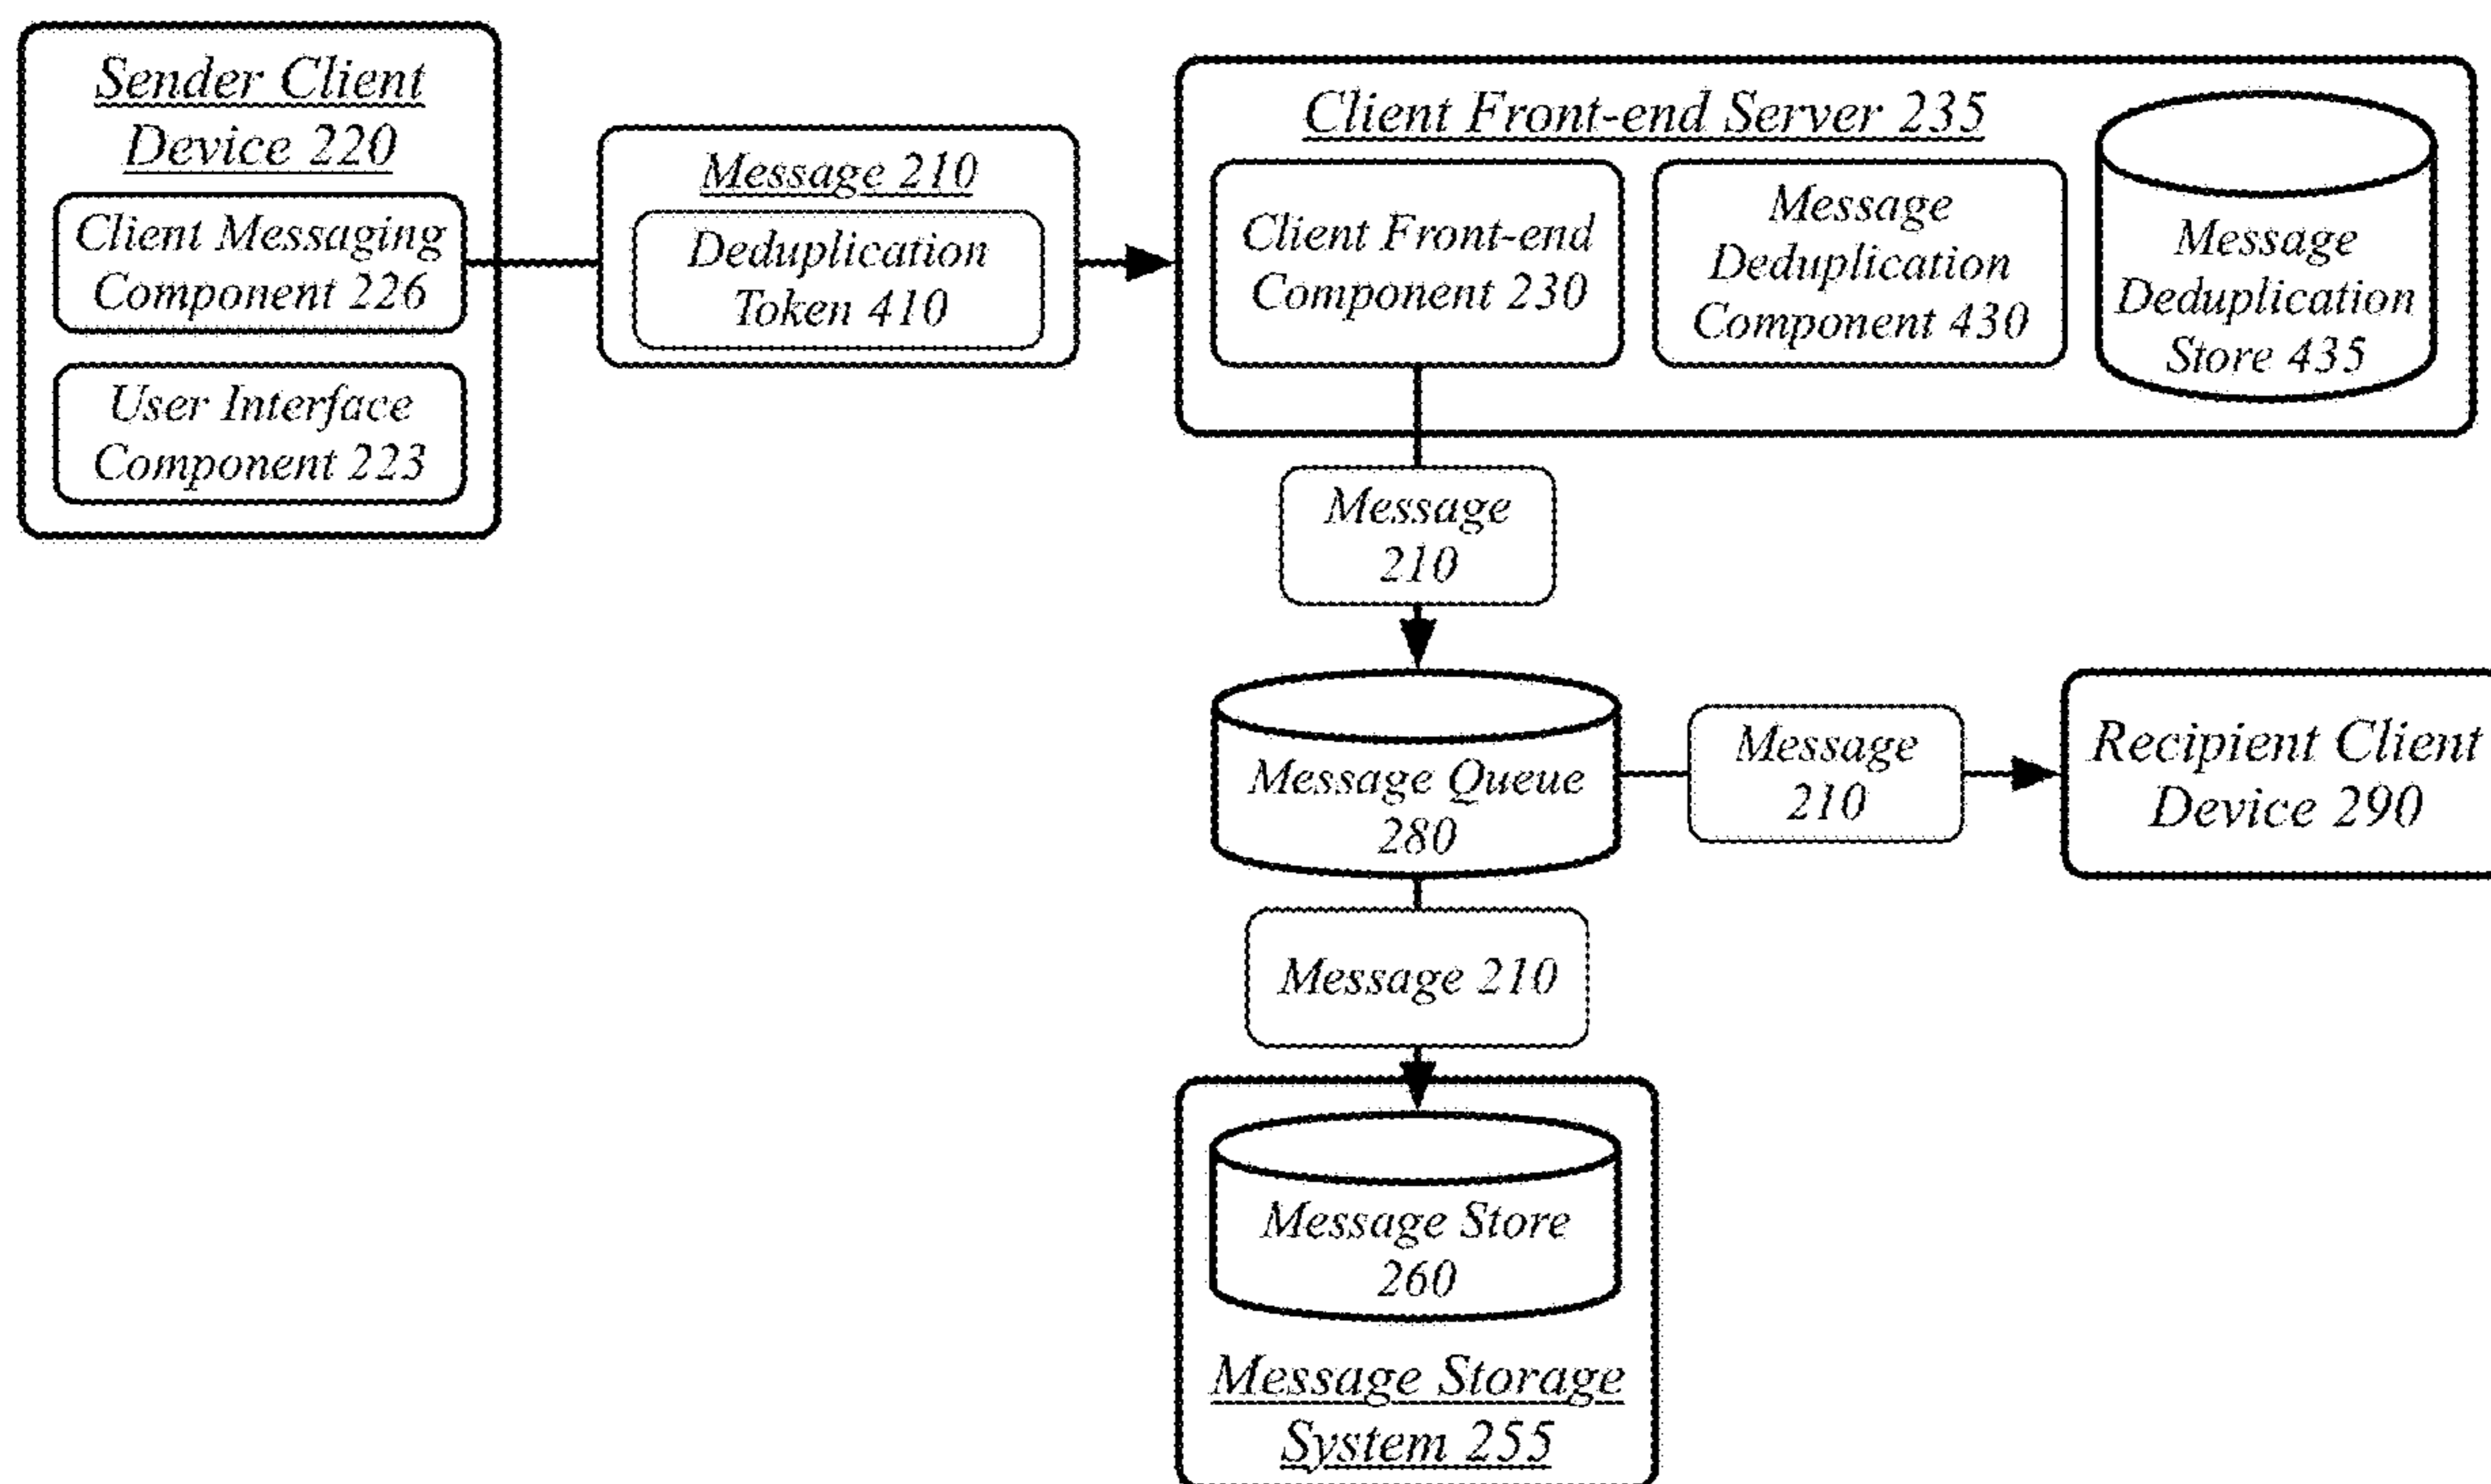 Sender Client
Device 220
Client Messaging
Component 226
User Interface
Component 223
Message 210
Deduplication
Token 410
Client Front-end Server 235
Client Front-end
Component 230
Message
Deduplication
Component 430
Message
Deduplication
Store 435
Message
210
Message Queue
280
Message
210
Recipient Client
Device 290
Message 210
Message Store
260
Message Storage
System 255